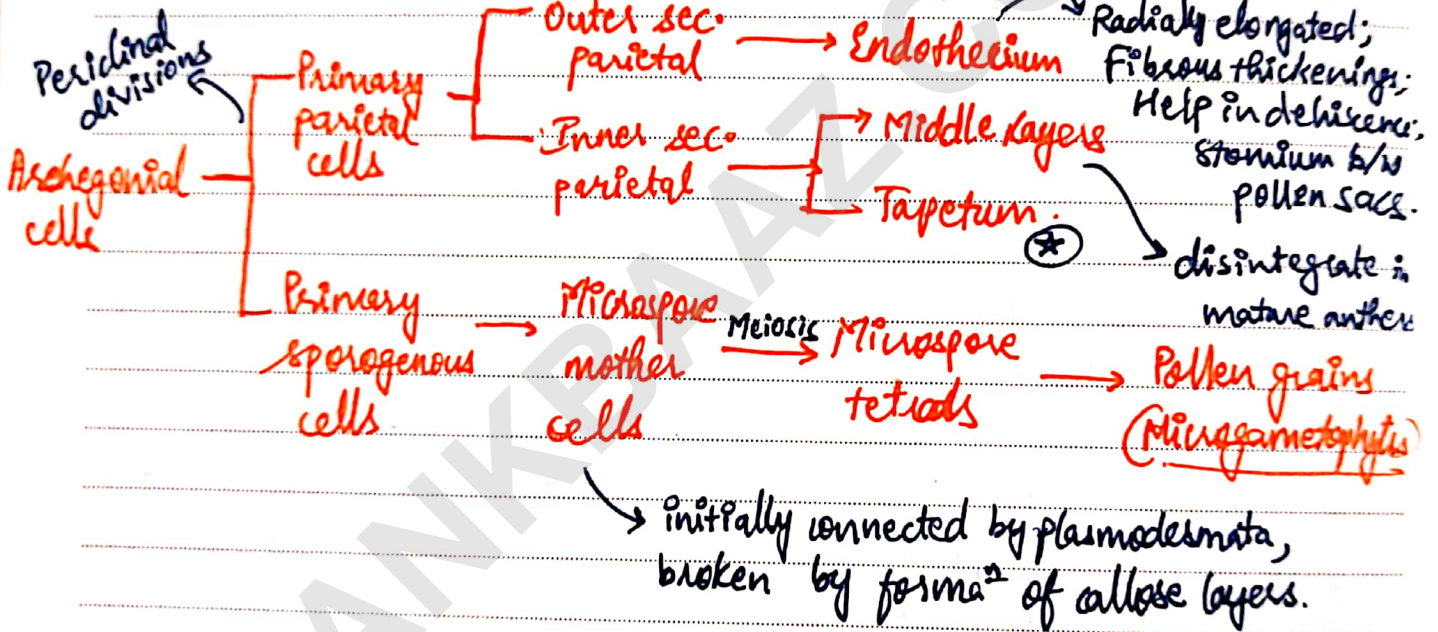 Periclinal
divisions
Archegonial
cells
Primary
parietal
cells
Outer sec.
parietal
Endothecium
Radially elongated;
Fibrous thickenings;
Help in dehiscence;
Stomium b/w
pollen sacs.
Inner sec.
parietal
Middle layers
Tapetum.
disintegrate in
mature anther
Primary
sporogenous
cells
Microspore
mother
cells
Meiosis
Microspore
tetrads
Pollen grains
(Microgametophytes)
initially connected by plasmodesmata,
broken by formaⁿ of callose layers.